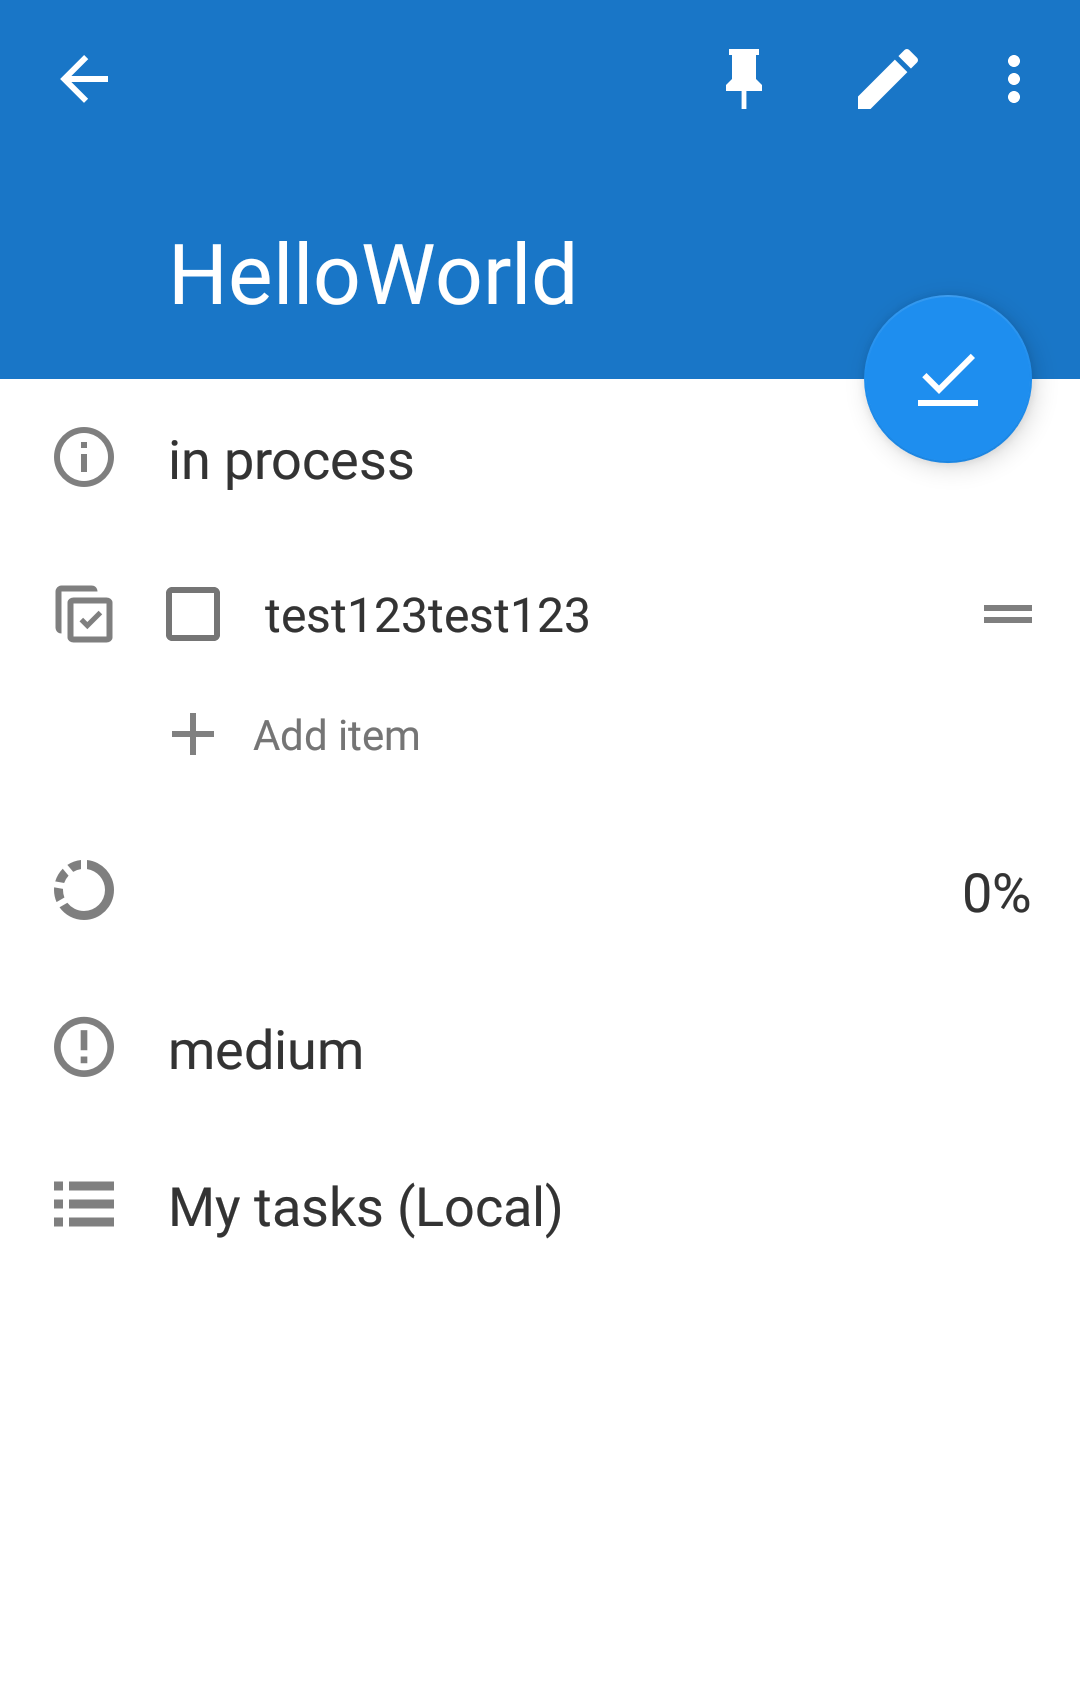 HelloWorld
in process
test123test123
Add item
0%
medium
My tasks (Local)